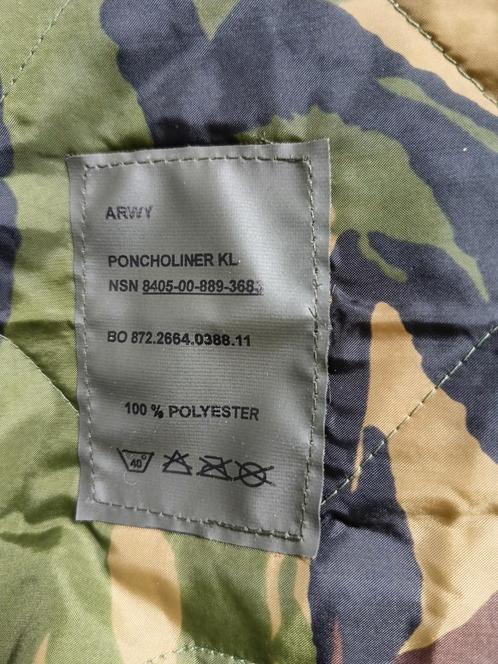 ARWY
PONCHOLINER KL
NSN 8405-00-889-3683
BO 872.2664.0388.11
100 % POLYESTER
40°